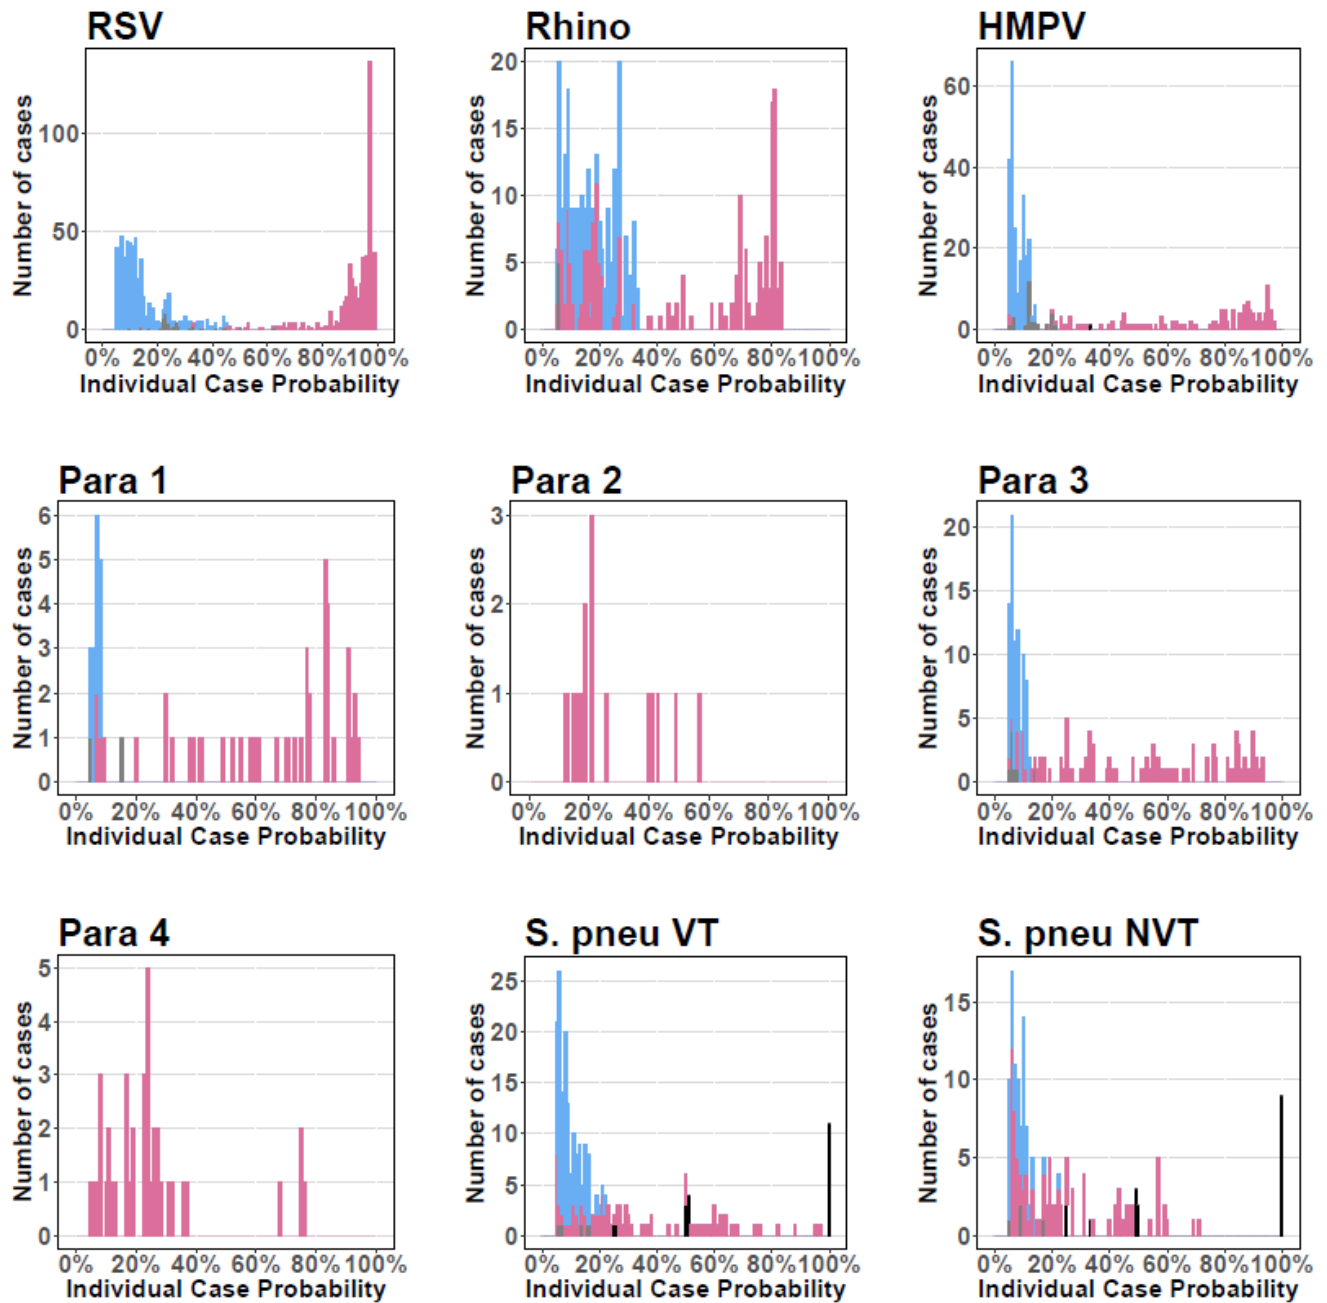 RSV
Number of cases
100
50
0
0% 20% 40% 60% 80% 100%
Individual Case Probability
Rhino
Number of cases
20
15
10
5
0
0% 20% 40% 60% 80% 100%
Individual Case Probability
HMPV
Number of cases
60
40
20
0
0% 20% 40% 60% 80% 100%
Individual Case Probability
Para 1
Number of cases
6
5
4
3
2
1
0
0% 20% 40% 60% 80% 100%
Individual Case Probability
Para 2
Number of cases
3
2
1
0
0% 20% 40% 60% 80% 100%
Individual Case Probability
Para 3
Number of cases
20
15
10
5
0
0% 20% 40% 60% 80% 100%
Individual Case Probability
Para 4
Number of cases
5
4
3
2
1
0
0% 20% 40% 60% 80% 100%
Individual Case Probability
S. pneu VT
Number of cases
25
20
15
10
5
0
0% 20% 40% 60% 80% 100%
Individual Case Probability
S. pneu NVT
Number of cases
15
10
5
0
0% 20% 40% 60% 80% 100%
Individual Case Probability